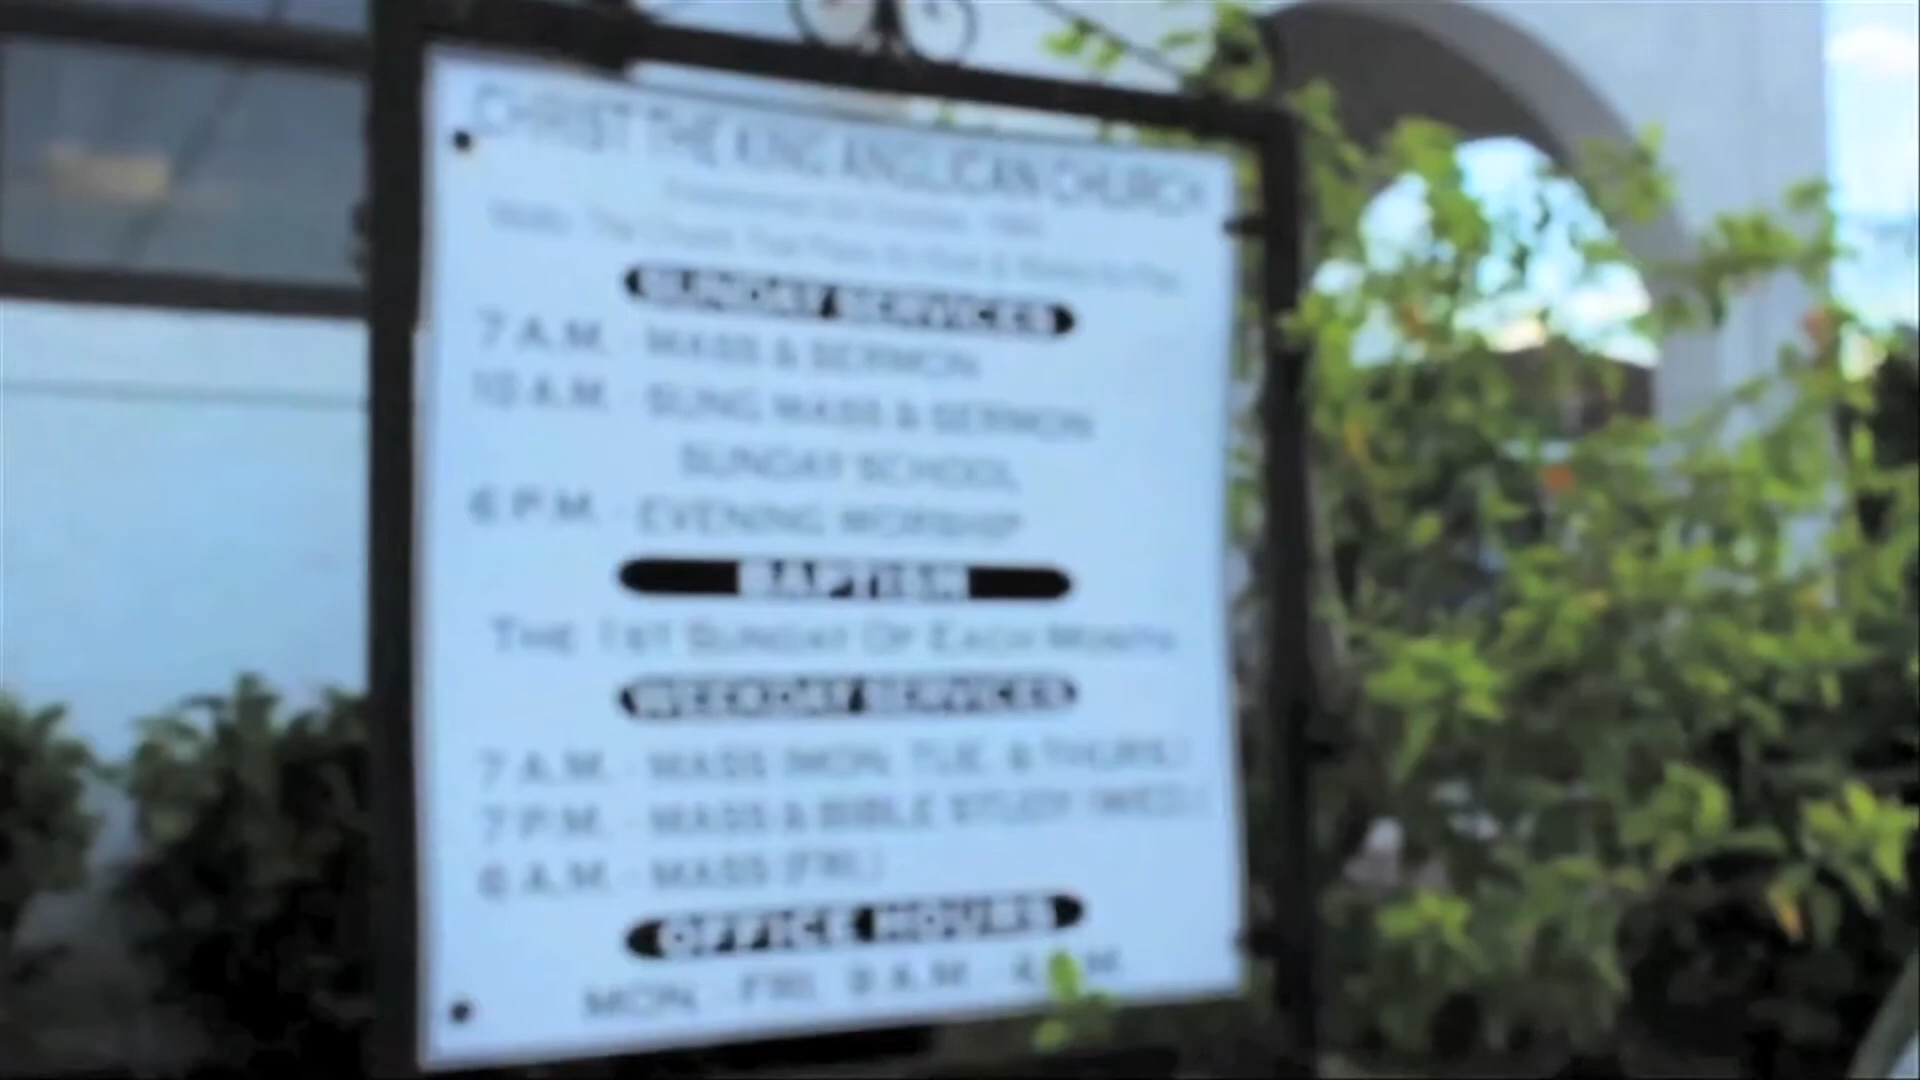 CHRIST THE KING ANGLICAN CHURCH
SUNDAY SERVICES
7 A.M. - MASS & SERMON
10 A.M. - SUNG MASS & SERMON
SUNDAY SCHOOL
6 P.M. - EVENING WORSHIP
BAPTISM
THE 1ST SUNDAY OF EACH MONTH
WEEKDAY SERVICES
7 A.M. - MASS (MON. TUE. & THURS.)
7 P.M. - MASS & BIBLE STUDY (WED.)
6 A.M. - MASS (FRI.)
OFFICE HOURS
MON. - FRI. 9 A.M. -